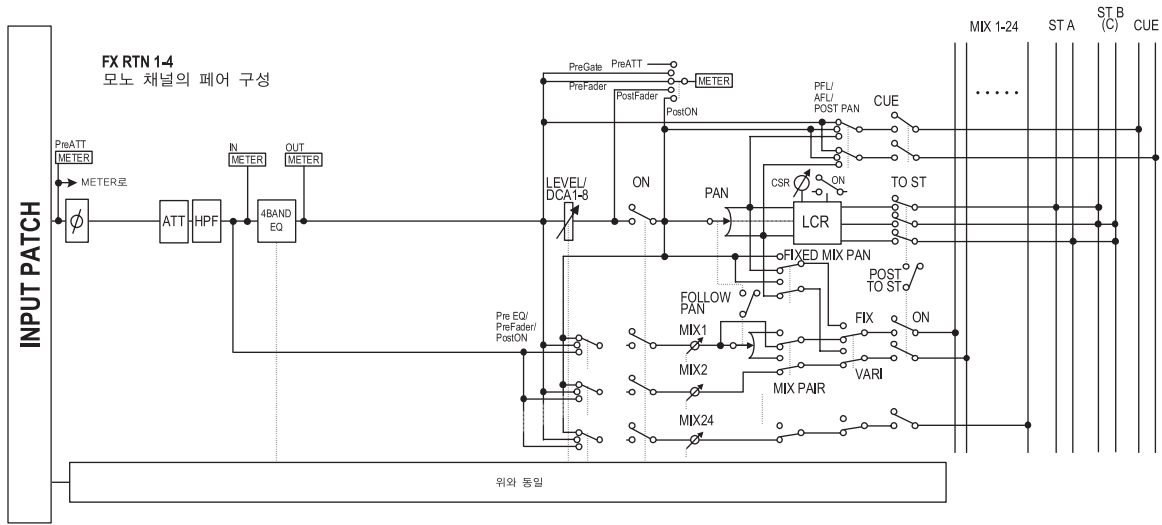 MIX 1-24
ST A
ST B
(C)
CUE
FX RTN 1-4
모노 채널의 페어 구성
PreATT
PreGate
PreFader
METER
PostFader
PostON
PFL/
AFL/
POST PAN
CUE
PreATT
METER
METER로
IN
METER
OUT
METER
LEVEL/
DCA1-8
ON
PAN
CSR
ON
TO ST
INPUT PATCH
ϕ
ATT
HPF
4BAND
EQ
LCR
FIXED MIX PAN
POST
TO ST
FOLLOW
PAN
Pre EQ/
PreFader/
PostON
MIX1
FIX
ON
MIX2
VARI
MIX PAIR
MIX24
위와 동일